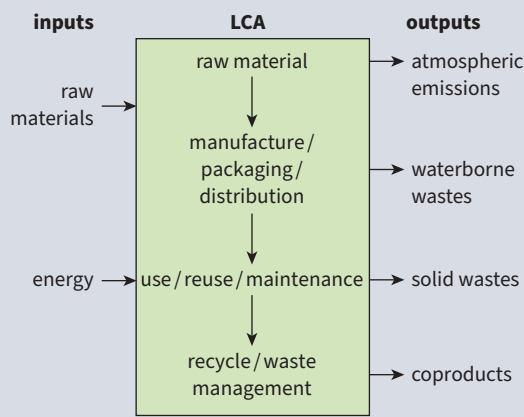 inputs
LCA
outputs
raw
materials
energy
raw material
manufacture/
packaging/
distribution
use/reuse/maintenance
recycle/waste
management
atmospheric
emissions
waterborne
wastes
solid wastes
coproducts